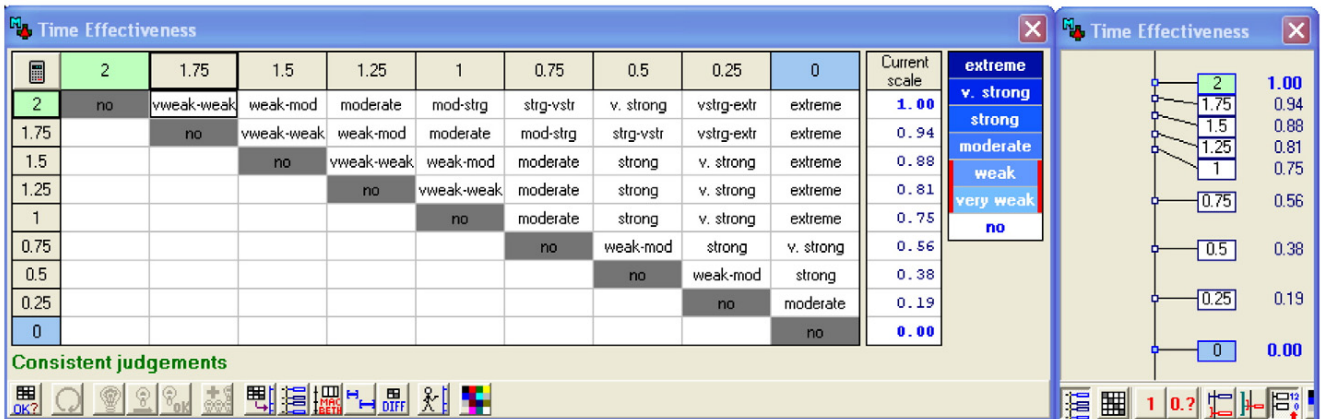 Time Effectiveness
2 1.75 1.5 1.25 1 0.75 0.5 0.25 0 Current scale
2 no vweak-weak weak-mod moderate mod-strg strg-vstr v. strong vstrg-extr extreme 1.00
1.75 no vweak-weak weak-mod moderate mod-strg strg-vstr vstrg-extr extreme 0.94
1.5 no vweak-weak weak-mod moderate strong v. strong extreme 0.88
1.25 no vweak-weak moderate strong v. strong extreme 0.81
1 no moderate strong v. strong extreme 0.75
0.75 no weak-mod strong v. strong 0.56
0.5 no weak-mod strong 0.38
0.25 no moderate 0.19
0 no 0.00
extreme
v. strong
strong
moderate
weak
very weak
no
Consistent judgements
OK? OK MAC BETH DIFF
Time Effectiveness
2 1.00
1.75 0.94
1.5 0.88
1.25 0.81
1 0.75
0.75 0.56
0.5 0.38
0.25 0.19
0 0.00
1 0.?